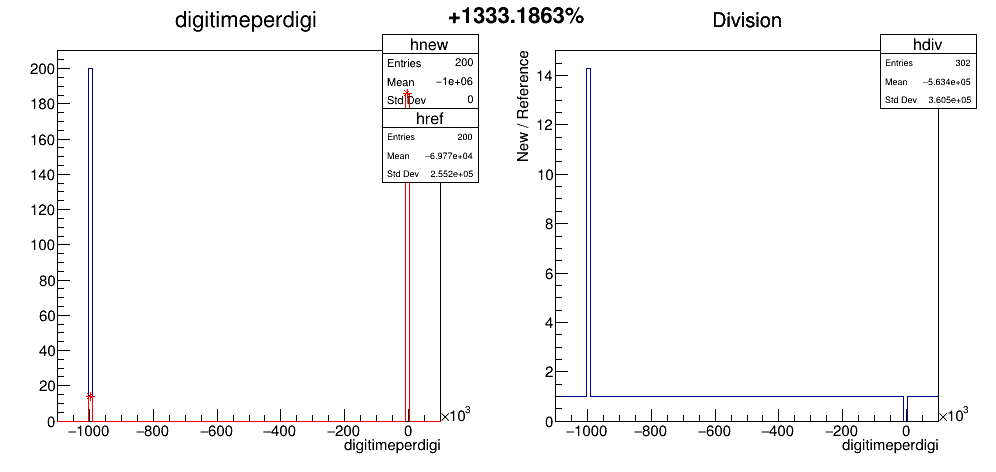 +1333.1863%
digitimeperdigi
hnew
Entries 200
Mean −1e+06
Std Dev 0
href
Entries 200
Mean −6.977e+04
Std Dev 2.552e+05
200
180
160
140
120
100
80
60
40
20
0
−1000 −800 −600 −400 −200 0
×10³
digitimeperdigi
Division
hdiv
Entries 302
Mean −5.634e+05
Std Dev 3.605e+05
New / Reference
14
12
10
8
6
4
2
0
−1000 −800 −600 −400 −200 0
×10³
digitimeperdigi